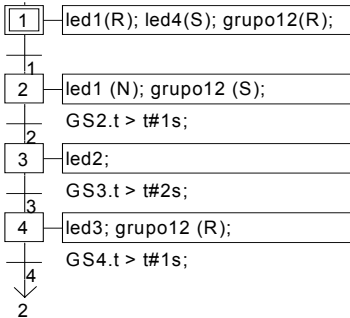 1 led1(R); led4(S); grupo12(R);
1
2 led1 (N); grupo12 (S);
GS2.t > t#1s;
2
3 led2;
GS3.t > t#2s;
3
4 led3; grupo12 (R);
GS4.t > t#1s;
4
2